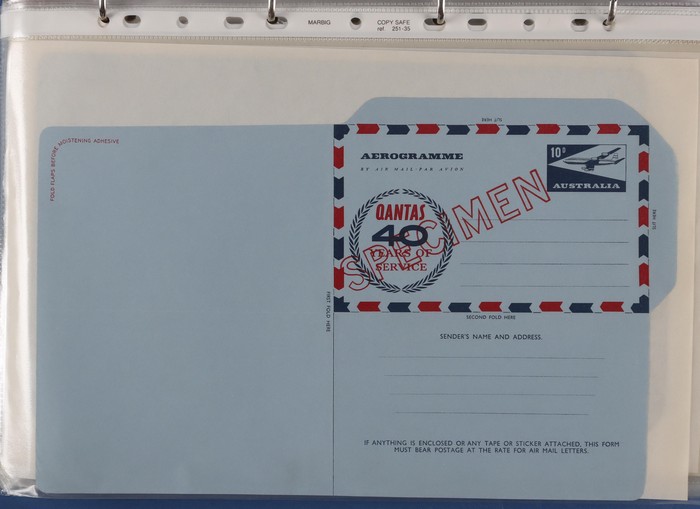 MARBIG
COPY SAFE
ref. 251-35
FOLD FLAPS BEFORE MOISTENING ADHESIVE
AEROGRAMME
BY AIR MAIL · PAR AVION
10D
AUSTRALIA
QANTAS
40
YEARS OF
SERVICE
SPECIMEN
FIRST FOLD HERE
SECOND FOLD HERE
SENDER'S NAME AND ADDRESS.
IF ANYTHING IS ENCLOSED OR ANY TAPE OR STICKER ATTACHED, THIS FORM
MUST BEAR POSTAGE AT THE RATE FOR AIR MAIL LETTERS.